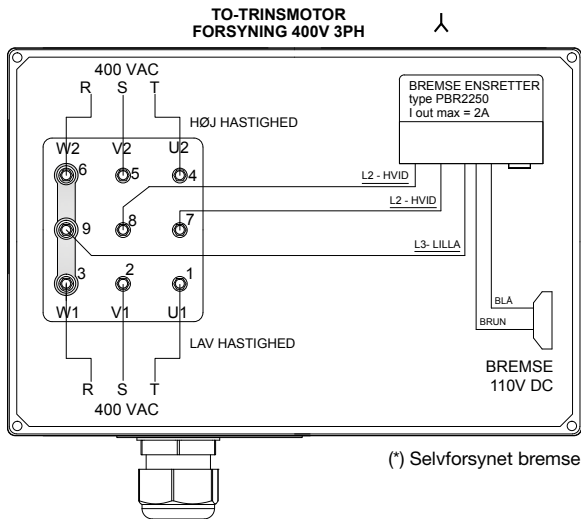 TO-TRINSMOTOR
FORSYNING 400V 3PH
400 VAC
R S T
HØJ HASTIGHED
BREMSE ENSRETTER
type PBR2250
I out max = 2A
W2 V2 U2
6 5 4
L2 - HVID
L2 - HVID
9 8 7
L3- LILLA
3 2 1
W1 V1 U1
BLÅ
BRUN
LAV HASTIGHED
BREMSE
110V DC
R S T
400 VAC
(*) Selvforsynet bremse